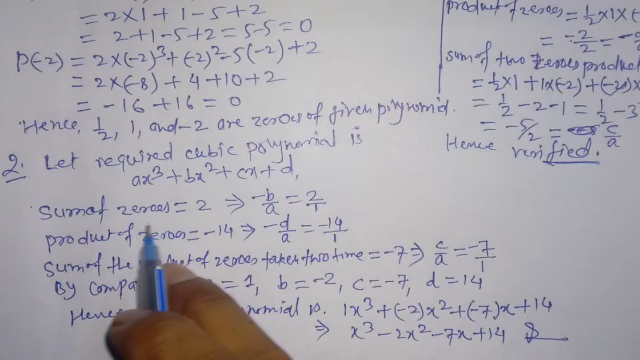 = 2×1 + 1 - 5 + 2
= 2 + 1 - 5 + 2 = 5 - 5 = 0
P(-2) = 2×(-2)³ + (-2)² - 5(-2) + 2
= 2×(-8) + 4 + 10 + 2
= -16 + 16 = 0
Hence, 1/2, 1, and -2 are zeroes of given polynomial.
product of zeroes = 1/2 × 1 × (
= -2/2 =
sum of two zeroes product
= 1/2 × 1 + 1×(-2) + (-2)×
= 1/2 - 2 - 1 = 1/2 - 3
= -5/2 = c/a
Hence verified.
2. Let required cubic polynomial is
ax³ + bx² + cx + d,
sum of zeroes = 2 ⇒ -b/a = 2/1
product of zeroes = -14 ⇒ -d/a = -14/1
sum of the of zeroes taken two time = -7 ⇒ c/a = -7/1
By = 1, b = -2, c = -7, d = 14
Hence is. 1x³ + (-2)x² + (-7)x + 14
⇒ x³ - 2x² - 7x + 14